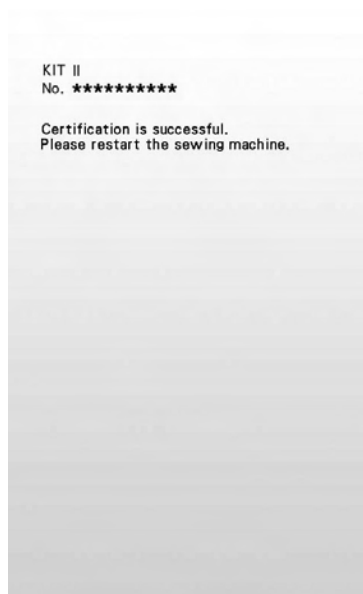 KIT II
No. **********
Certification is successful.
Please restart the sewing machine.